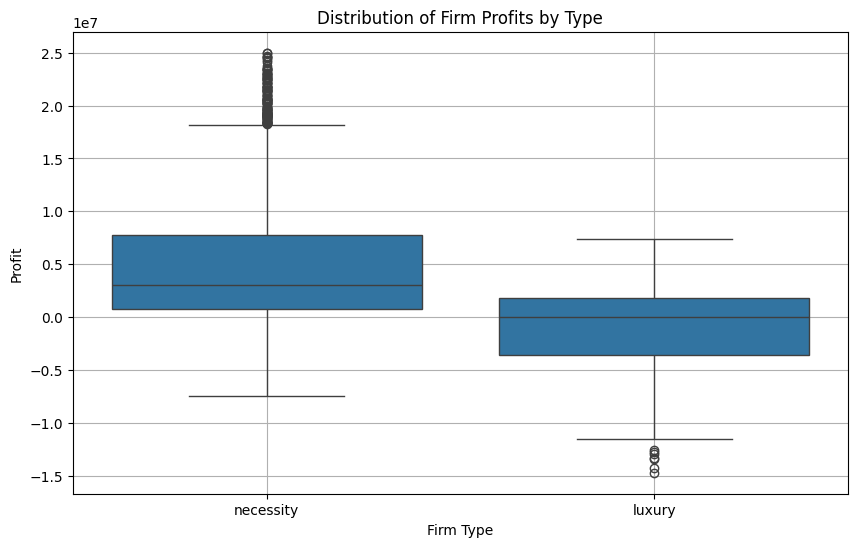 Distribution of Firm Profits by Type
1e7
2.5
2.0
1.5
1.0
0.5
0.0
−0.5
−1.0
−1.5
Profit
necessity
luxury
Firm Type